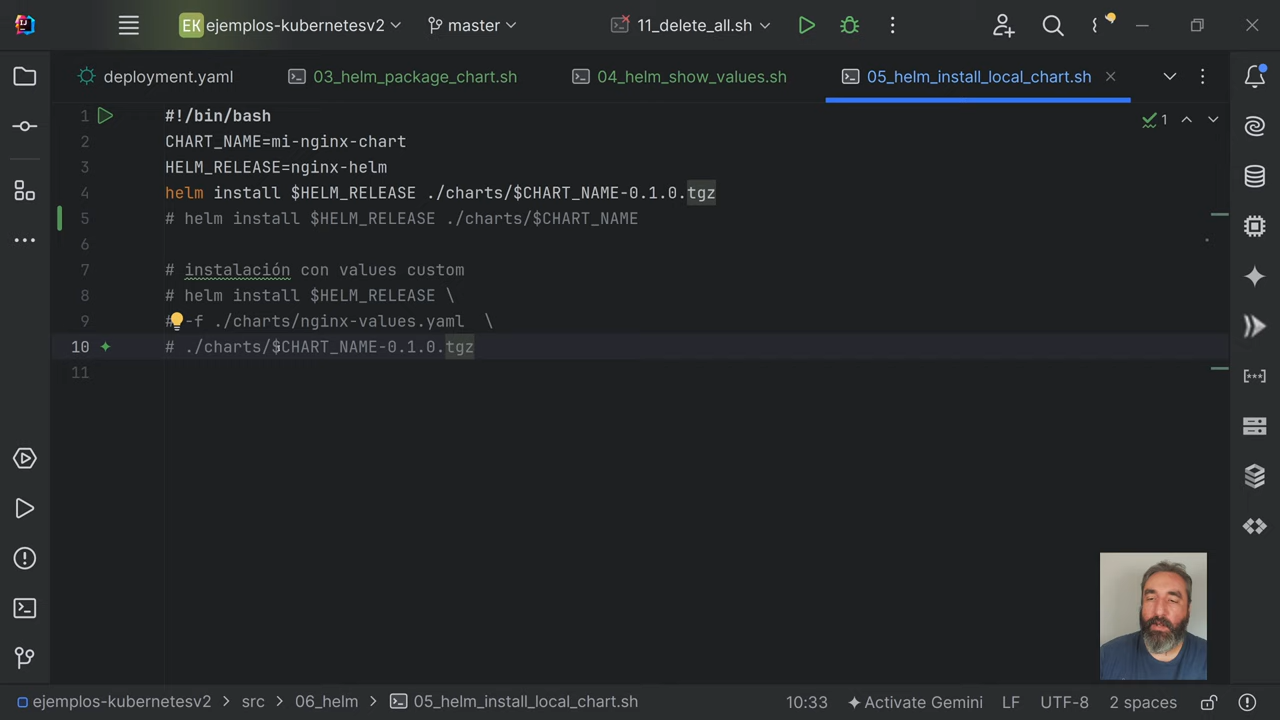 EK ejemplos-kubernetesv2 master 11_delete_all.sh
deployment.yaml 03_helm_package_chart.sh 04_helm_show_values.sh 05_helm_install_local_chart.sh
1 #!/bin/bash 1
2 CHART_NAME=mi-nginx-chart
3 HELM_RELEASE=nginx-helm
4 helm install $HELM_RELEASE ./charts/$CHART_NAME-0.1.0.tgz
5 # helm install $HELM_RELEASE ./charts/$CHART_NAME
6
7 # instalación con values custom
8 # helm install $HELM_RELEASE \
9 # -f ./charts/nginx-values.yaml  \
10 # ./charts/$CHART_NAME-0.1.0.tgz
11
ejemplos-kubernetesv2 > src > 06_helm > 05_helm_install_local_chart.sh 10:33 Activate Gemini LF UTF-8 2 spaces